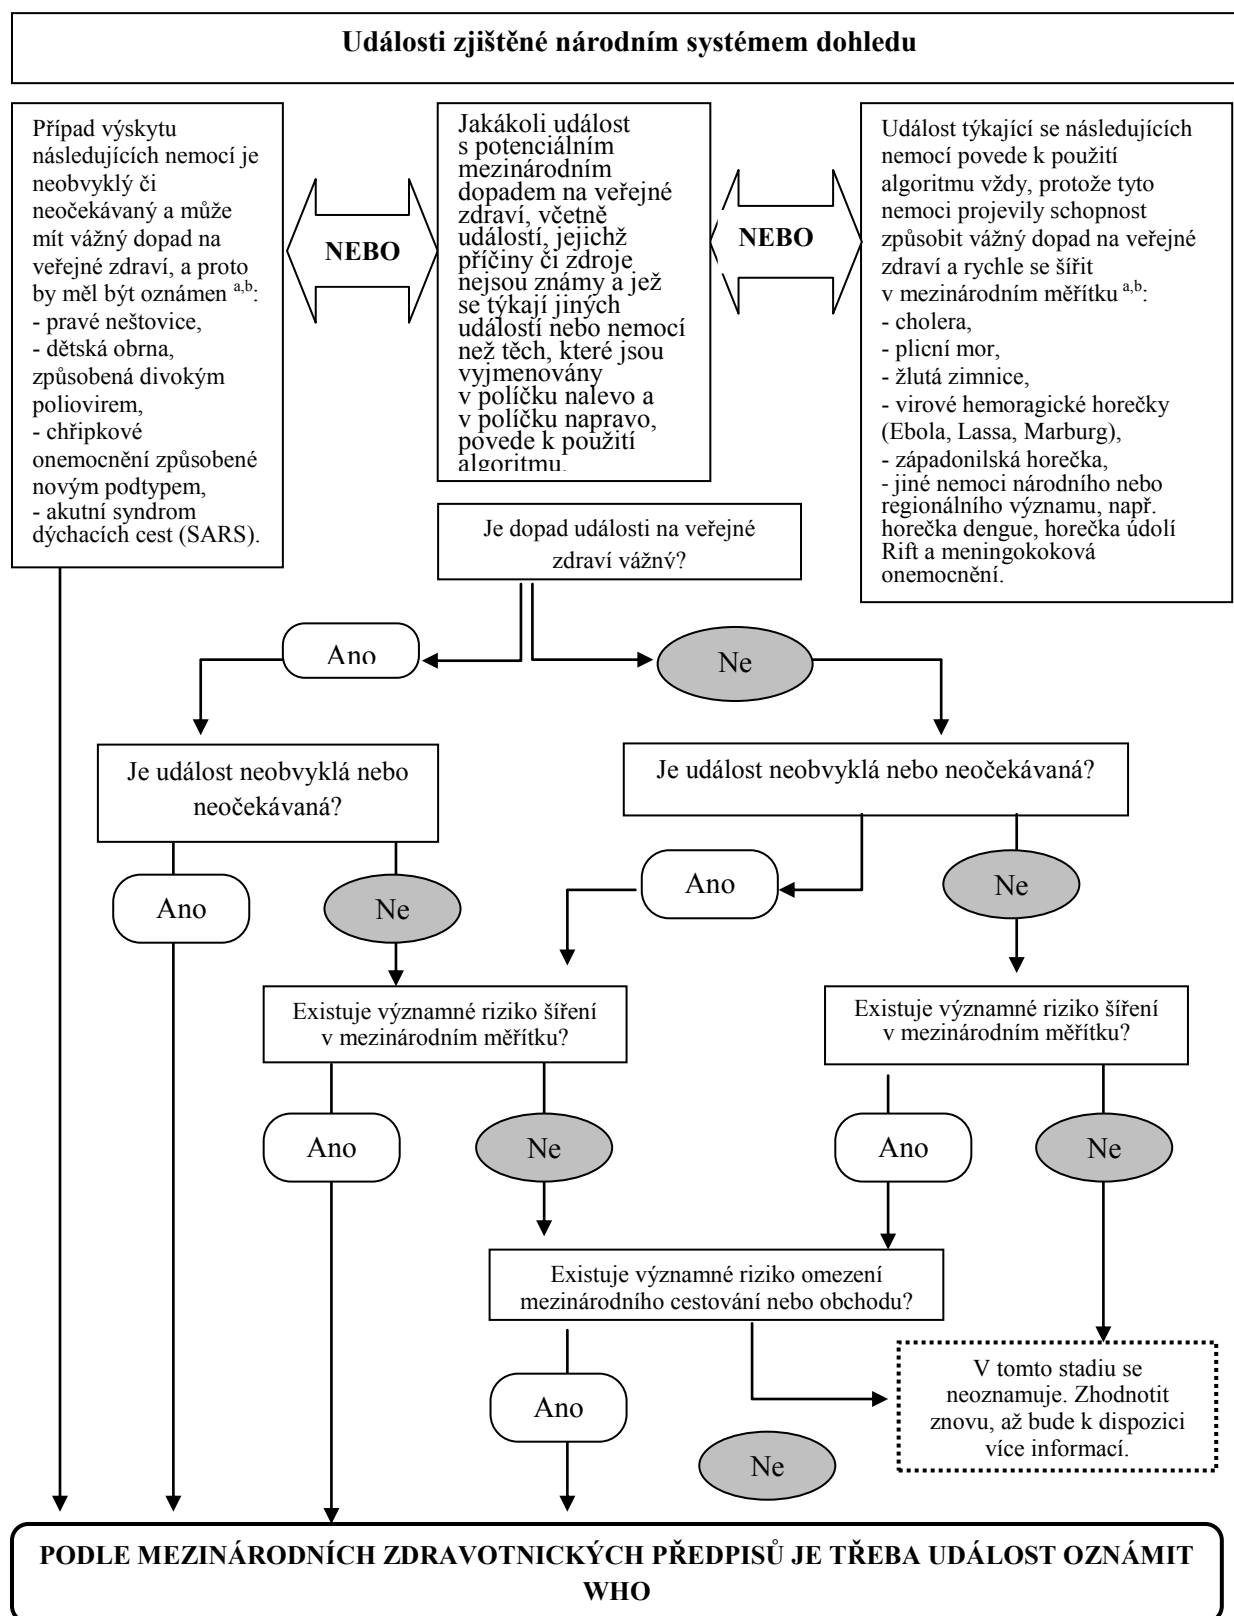 Události zjištěné národním systémem dohledu
Případ výskytu
následujících nemocí je
neobvyklý či
neočekávaný a může
mít vážný dopad na
veřejné zdraví, a proto
by měl být oznámen a,b:
- pravé neštovice,
- dětská obrna,
způsobená divokým
poliovirem,
- chřipkové
onemocnění způsobené
novým podtypem,
- akutní syndrom
dýchacích cest (SARS).
NEBO
Jakákoli událost
s potenciálním
mezinárodním
dopadem na veřejné
zdraví, včetně
událostí, jejichž
příčiny či zdroje
nejsou známy a jež
se týkají jiných
událostí nebo nemocí
než těch, které jsou
vyjmenovány
v políčku nalevo a
v políčku napravo,
povede k použití
algoritmu.
NEBO
Událost týkající se následujících
nemocí povede k použití
algoritmu vždy, protože tyto
nemoci projevily schopnost
způsobit vážný dopad na veřejné
zdraví a rychle se šířit
v mezinárodním měřítku a,b:
- cholera,
- plicní mor,
- žlutá zimnice,
- virové hemoragické horečky
(Ebola, Lassa, Marburg),
- západonilská horečka,
- jiné nemoci národního nebo
regionálního významu, např.
horečka dengue, horečka údolí
Rift a meningokoková
onemocnění.
Je dopad události na veřejné
zdraví vážný?
Ano
Ne
Je událost neobvyklá nebo
neočekávaná?
Je událost neobvyklá nebo neočekávaná?
Ano
Ne
Ano
Ne
Existuje významné riziko šíření
v mezinárodním měřítku?
Existuje významné riziko šíření
v mezinárodním měřítku?
Ano
Ne
Ano
Ne
Existuje významné riziko omezení
mezinárodního cestování nebo obchodu?
Ano
Ne
V tomto stadiu se
neoznamuje. Zhodnotit
znovu, až bude k dispozici
více informací.
PODLE MEZINÁRODNÍCH ZDRAVOTNICKÝCH PŘEDPISŮ JE TŘEBA UDÁLOST OZNÁMIT
WHO